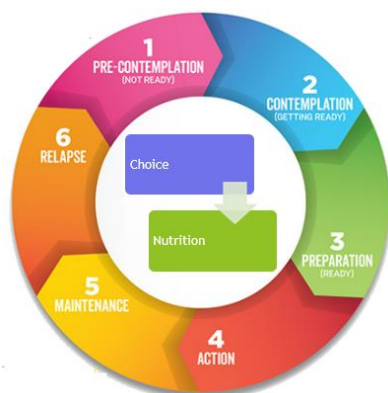 1
PRE-CONTEMPLATION
(NOT READY)
2
CONTEMPLATION
(GETTING READY)
3
PREPARATION
(READY)
4
ACTION
5
MAINTENANCE
6
RELAPSE
Choice
Nutrition